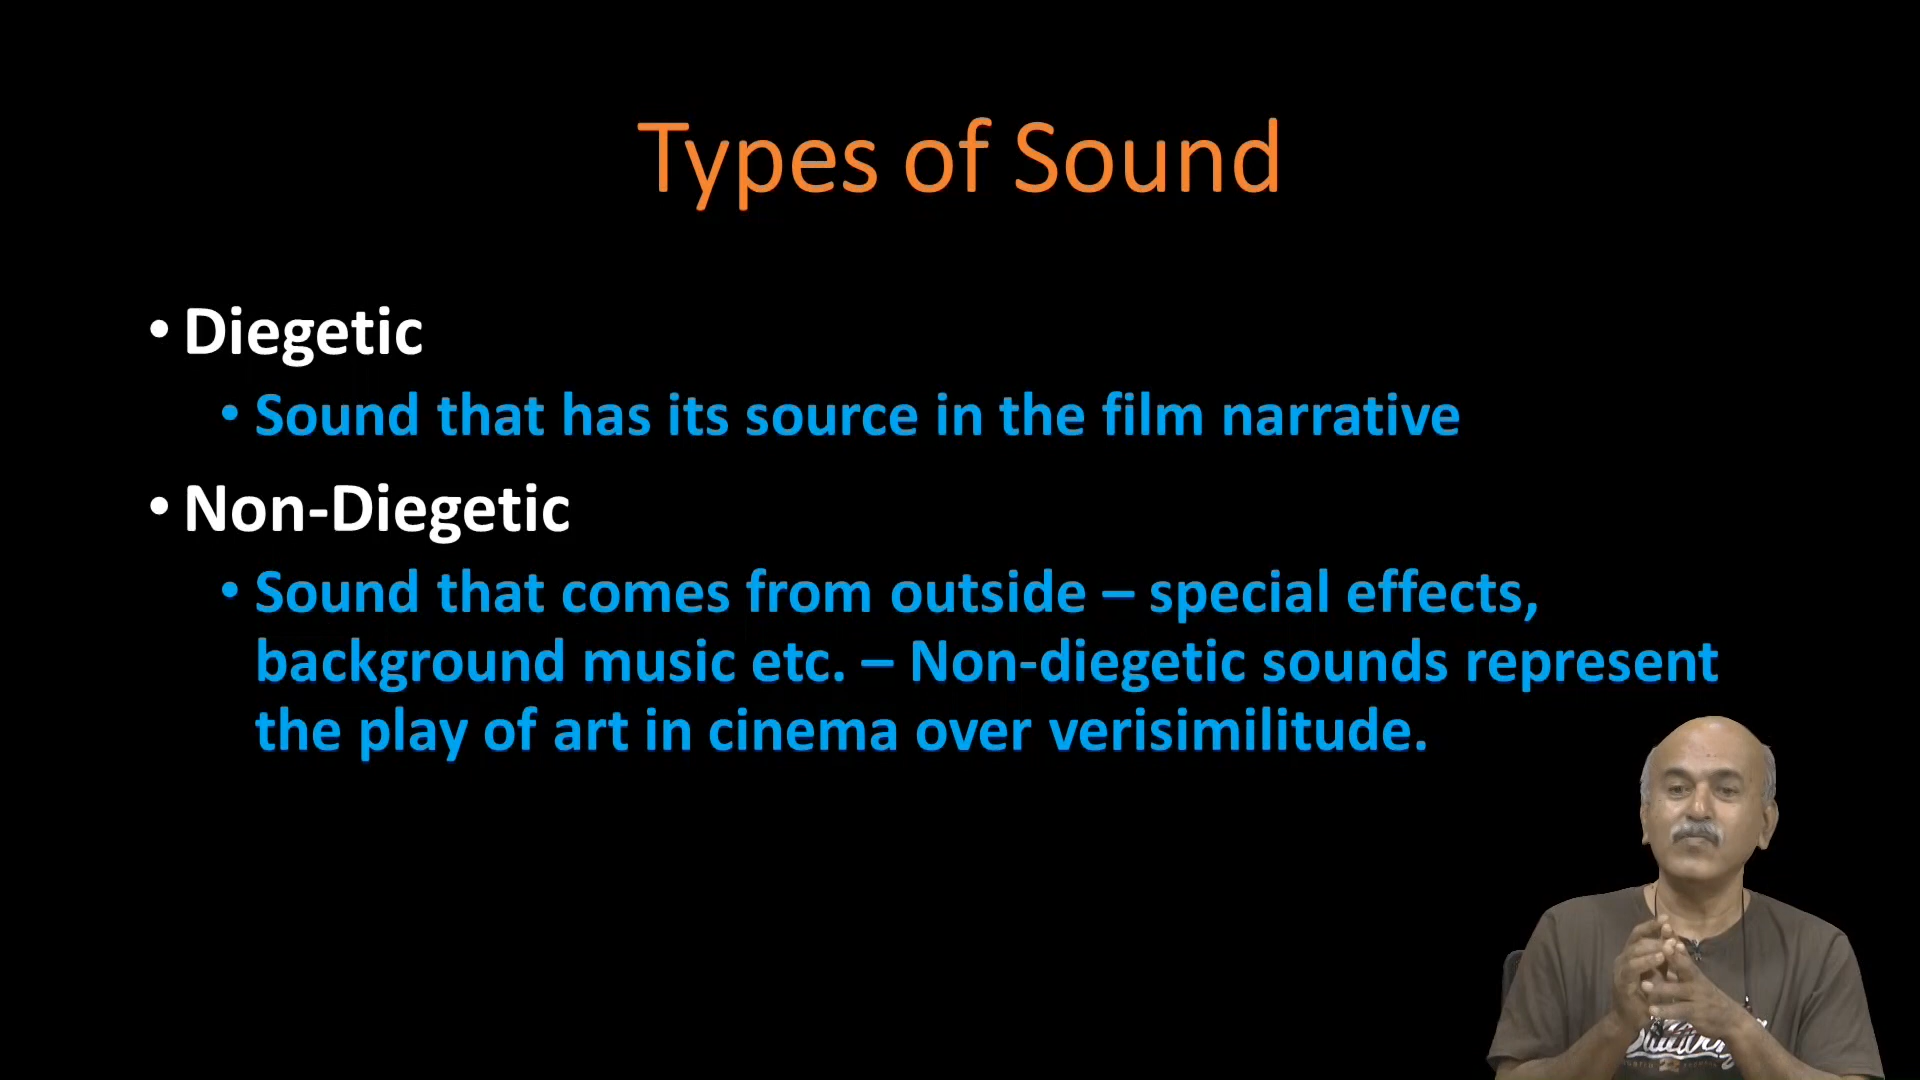 Types of Sound
• Diegetic
• Sound that has its source in the film narrative
• Non-Diegetic
• Sound that comes from outside – special effects,
background music etc. – Non-diegetic sounds represent
the play of art in cinema over verisimilitude.